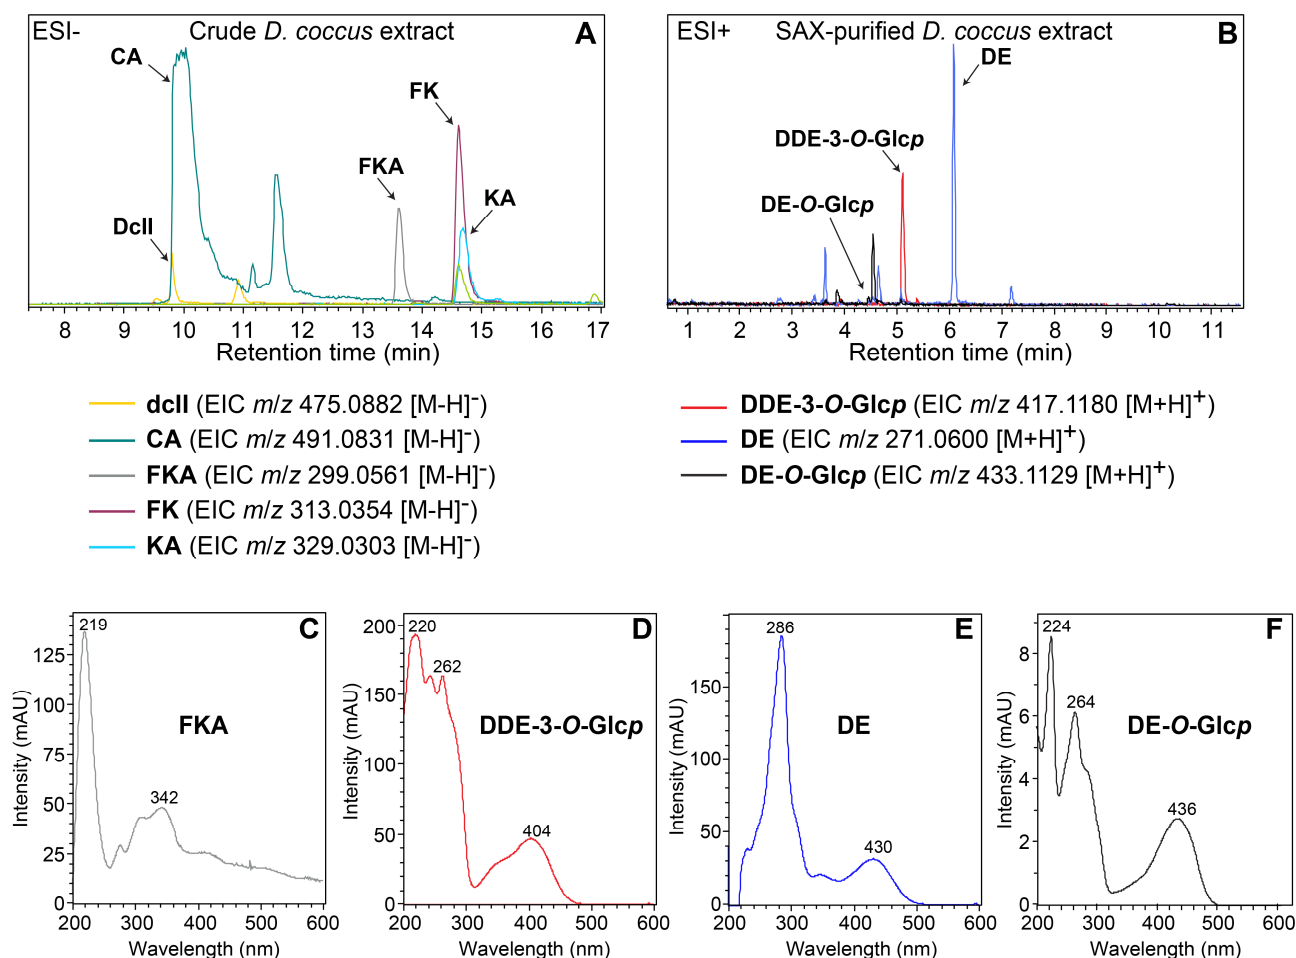 ESI- Crude D. coccus extract A
CA
FK
FKA
KA
DcII
8 9 10 11 12 13 14 15 16 17
Retention time (min)
ESI+ SAX-purified D. coccus extract B
DE
DDE-3-O-Glcp
DE-O-Glcp
1 2 3 4 5 6 7 8 9 10 11
Retention time (min)
dcII (EIC m/z 475.0882 [M-H]⁻)
CA (EIC m/z 491.0831 [M-H]⁻)
FKA (EIC m/z 299.0561 [M-H]⁻)
FK (EIC m/z 313.0354 [M-H]⁻)
KA (EIC m/z 329.0303 [M-H]⁻)
DDE-3-O-Glcp (EIC m/z 417.1180 [M+H]⁺)
DE (EIC m/z 271.0600 [M+H]⁺)
DE-O-Glcp (EIC m/z 433.1129 [M+H]⁺)
C
219
342
FKA
Intensity (mAU)
125
100
75
50
25
0
200 300 400 500 600
Wavelength (nm)
D
220
262
404
DDE-3-O-Glcp
Intensity (mAU)
200
150
100
50
0
200 300 400 500 600
Wavelength (nm)
E
286
430
DE
Intensity (mAU)
150
100
50
0
200 300 400 500 600
Wavelength (nm)
F
224
264
436
DE-O-Glcp
Intensity (mAU)
8
6
4
2
0
200 300 400 500 600
Wavelength (nm)